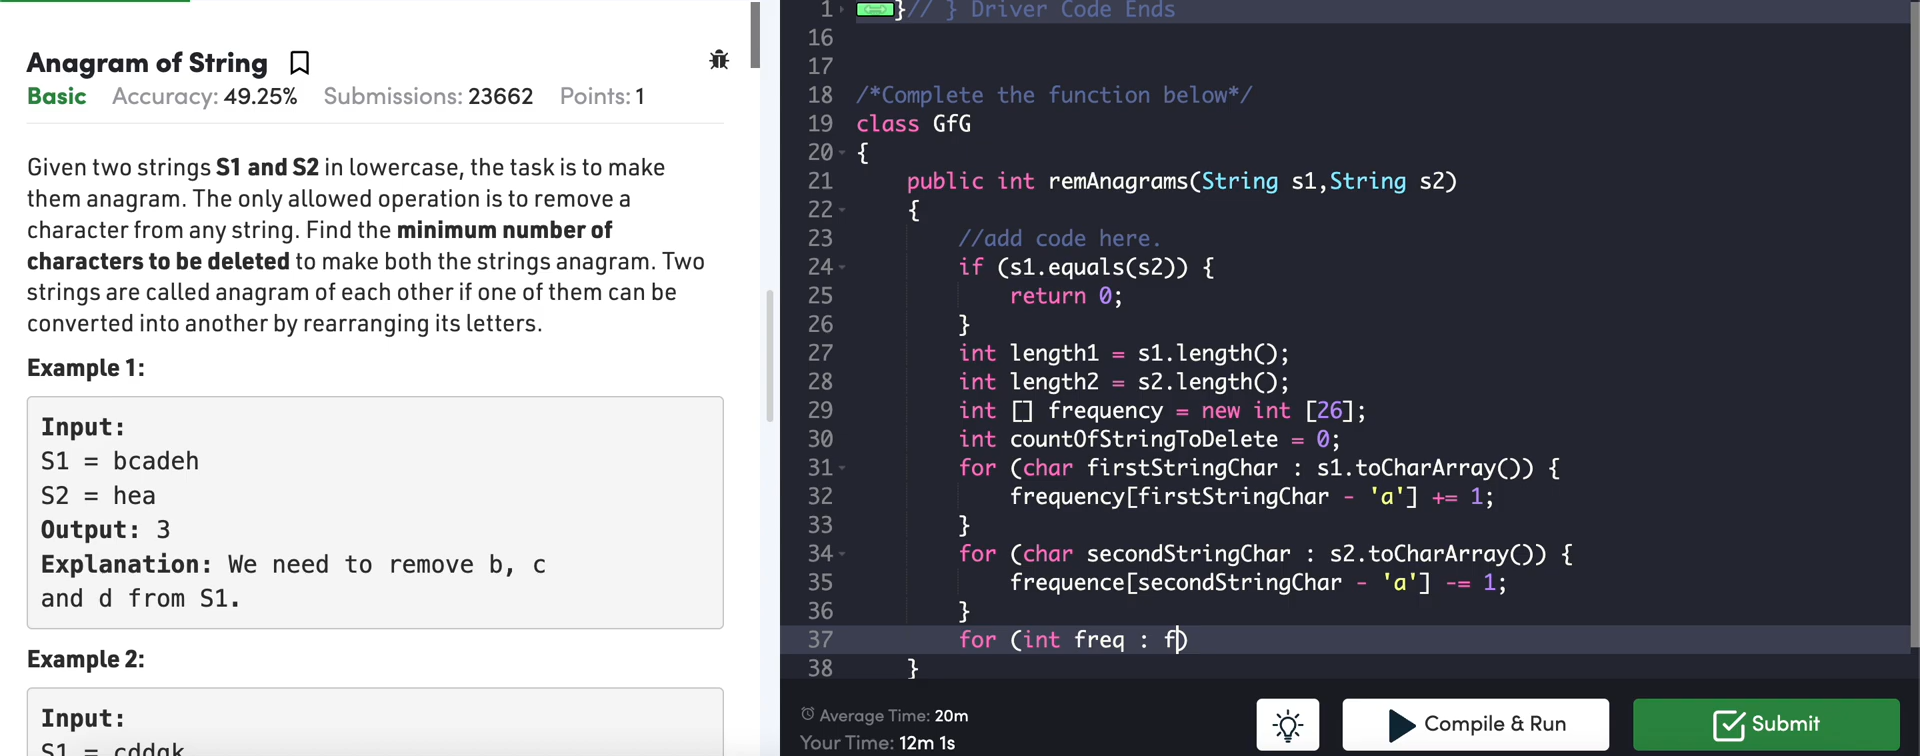 Anagram of String
Basic Accuracy: 49.25% Submissions: 23662 Points: 1
Given two strings S1 and S2 in lowercase, the task is to make
them anagram. The only allowed operation is to remove a
character from any string. Find the minimum number of
characters to be deleted to make both the strings anagram. Two
strings are called anagram of each other if one of them can be
converted into another by rearranging its letters.
Example 1:
Input:
S1 = bcadeh
S2 = hea
Output: 3
Explanation: We need to remove b, c
and d from S1.
Example 2:
Input:
S1 = cddgk
1 }// } Driver Code Ends
16
17
18 /*Complete the function below*/
19 class GfG
20 {
21 public int remAnagrams(String s1,String s2)
22 {
23 //add code here.
24 if (s1.equals(s2)) {
25 return 0;
26 }
27 int length1 = s1.length();
28 int length2 = s2.length();
29 int [] frequency = new int [26];
30 int countOfStringToDelete = 0;
31 for (char firstStringChar : s1.toCharArray()) {
32 frequency[firstStringChar - 'a'] += 1;
33 }
34 for (char secondStringChar : s2.toCharArray()) {
35 frequence[secondStringChar - 'a'] -= 1;
36 }
37 for (int freq : f)
38 }
Average Time: 20m
Your Time: 12m 1s
Compile & Run
Submit